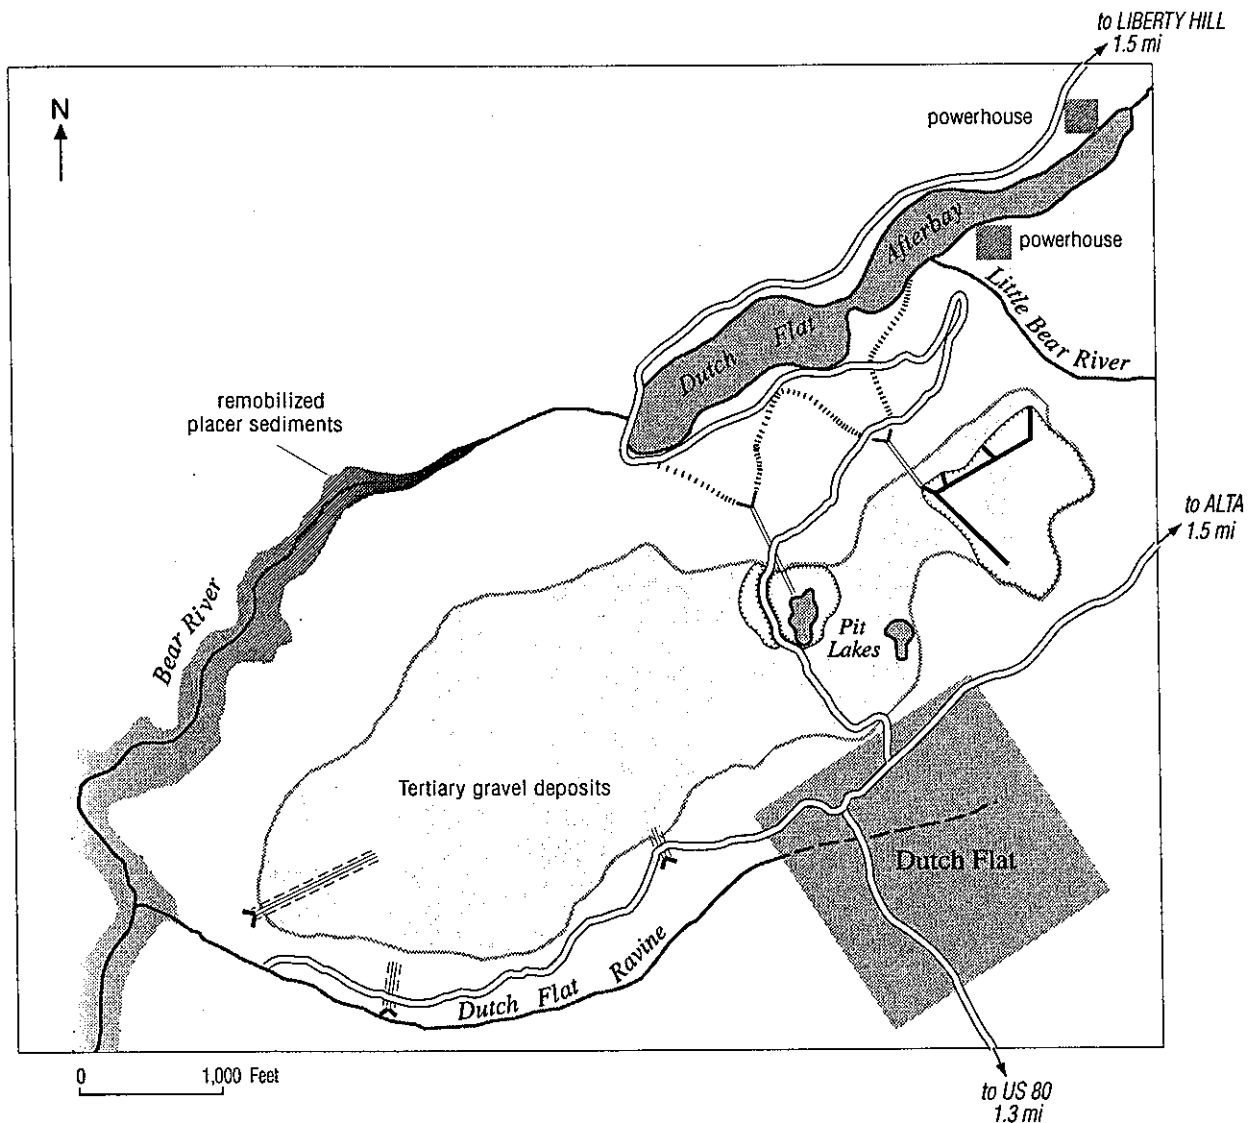 to LIBERTY HILL
1.5 mi
N
powerhouse
Afterbay
powerhouse
Little Bear River
Dutch Flat
remobilized
placer sediments
to ALTA
1.5 mi
Bear River
Pit
Lakes
Tertiary gravel deposits
Dutch Flat
Dutch Flat Ravine
0 1,000 Feet
to US 80
1.3 mi